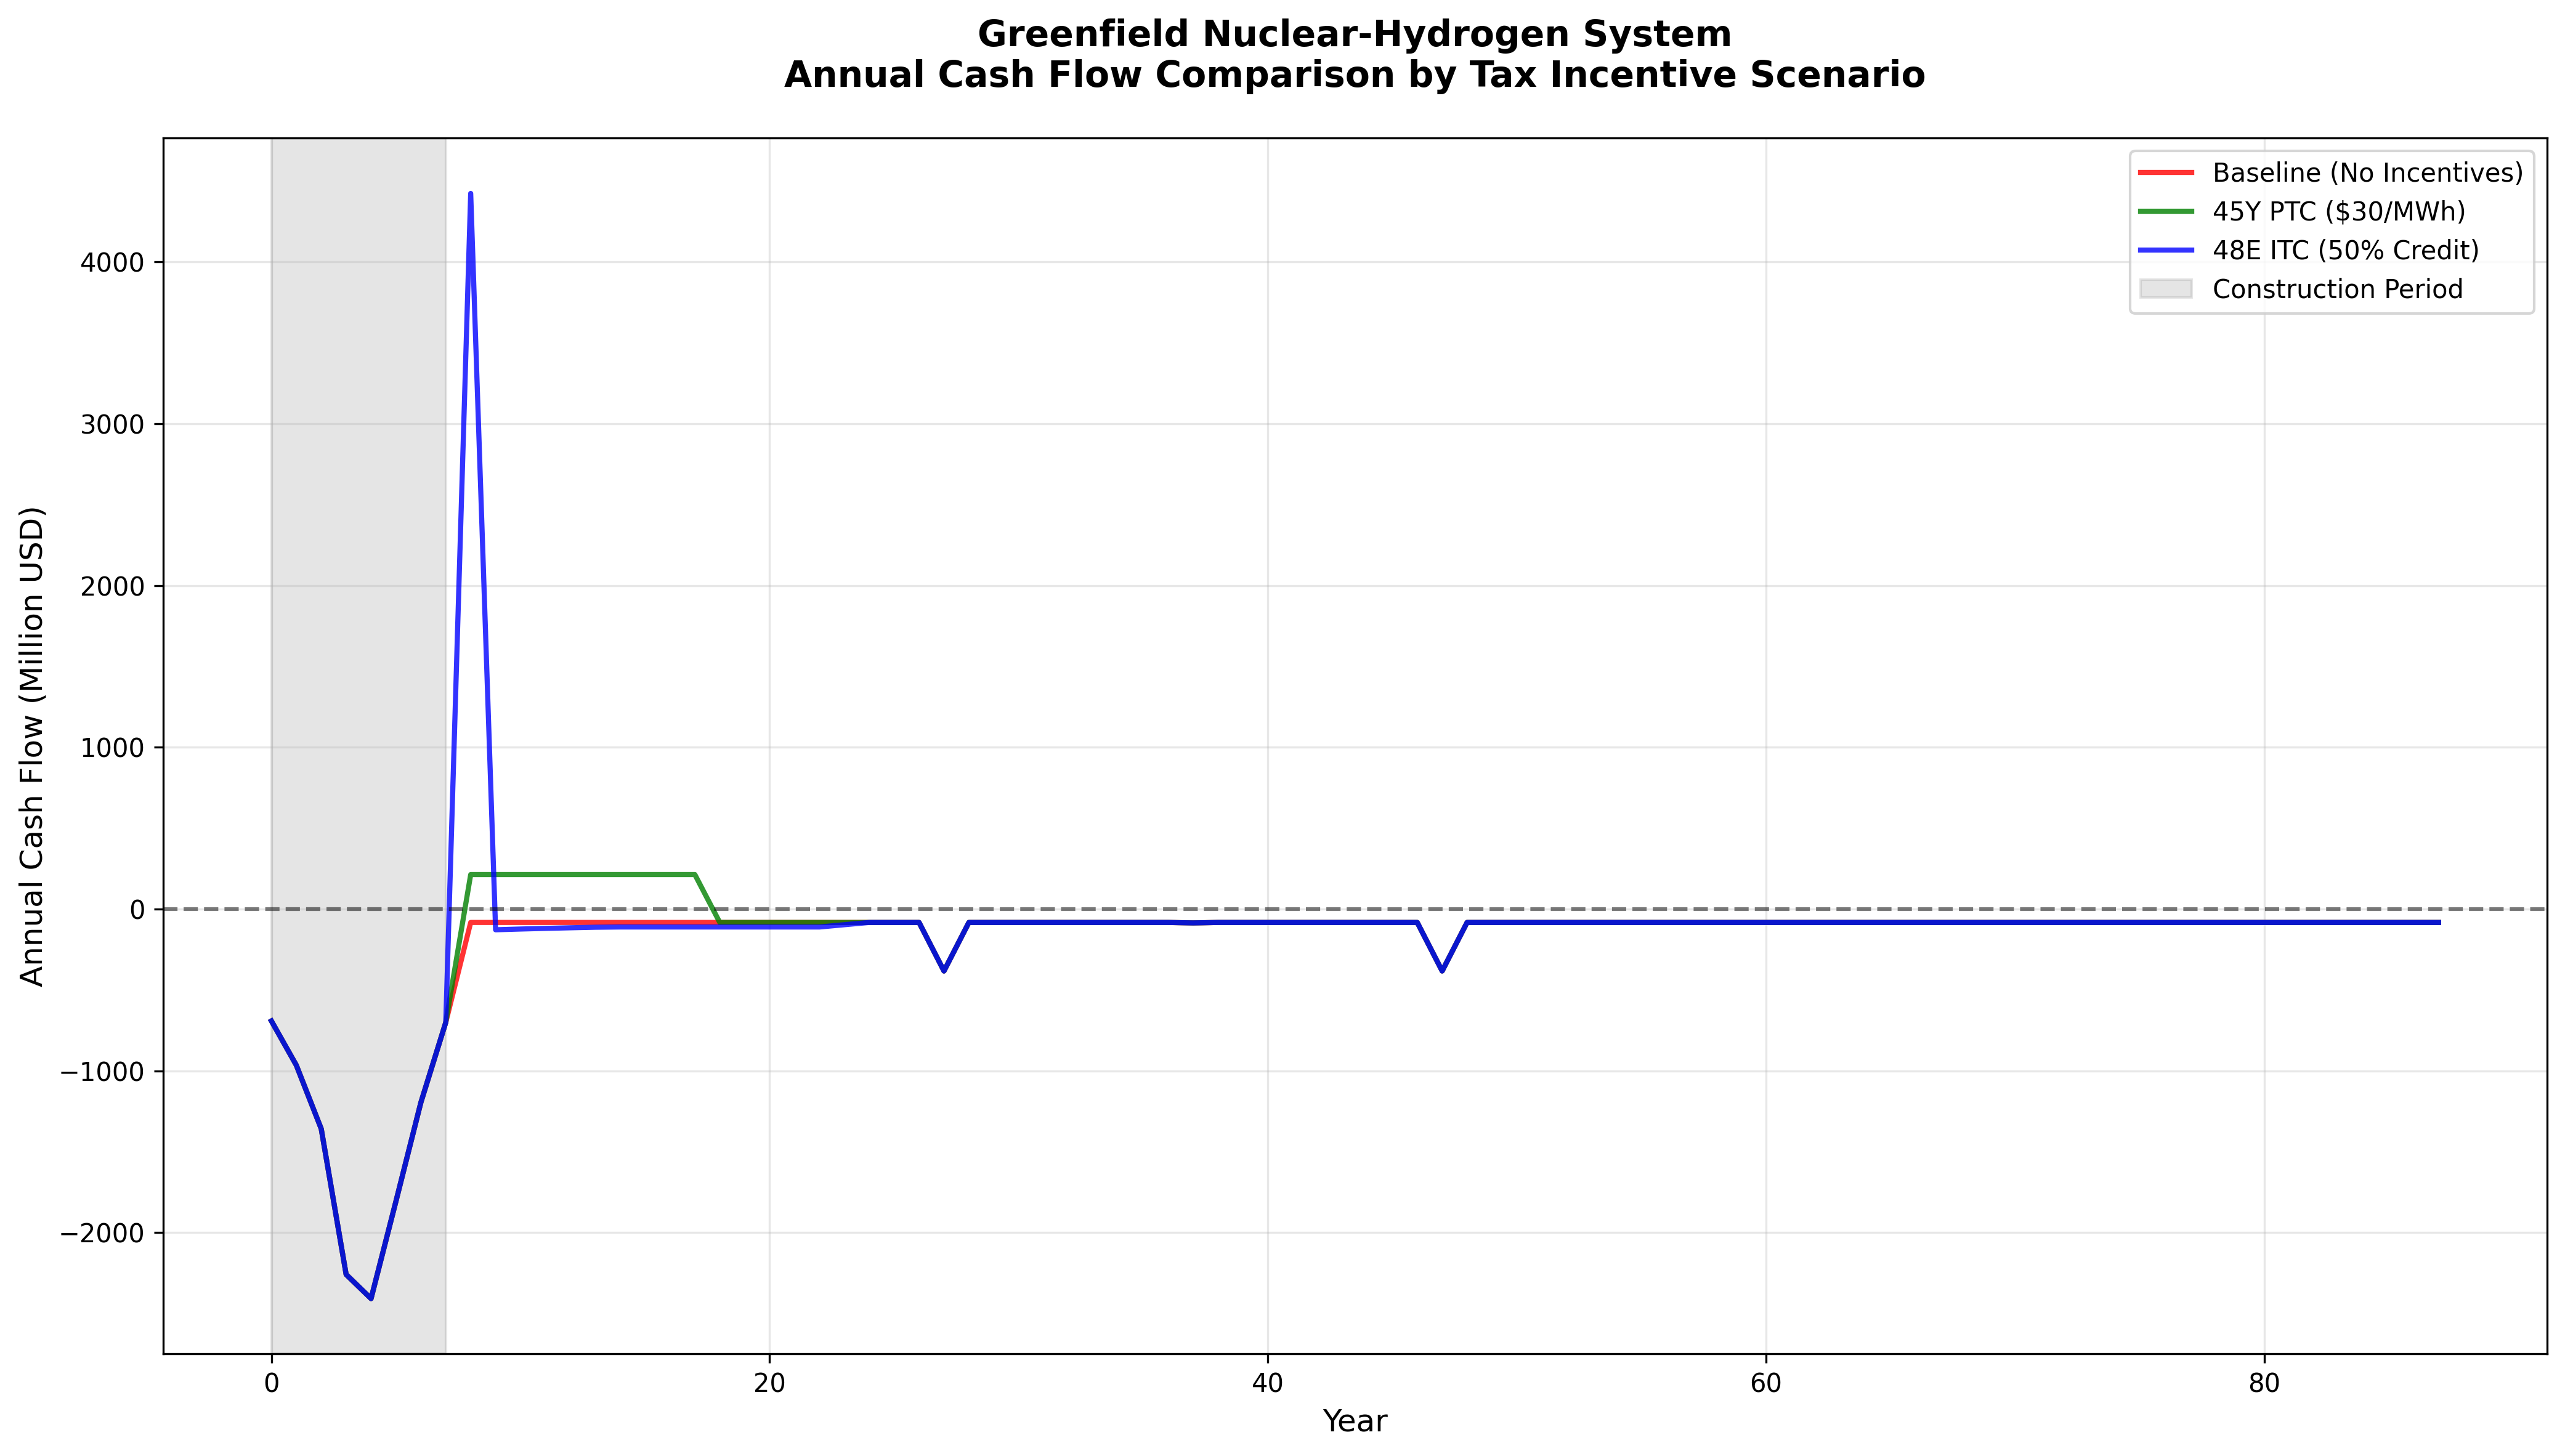 Greenfield Nuclear-Hydrogen System
Annual Cash Flow Comparison by Tax Incentive Scenario
Baseline (No Incentives)
45Y PTC ($30/MWh)
48E ITC (50% Credit)
Construction Period
Annual Cash Flow (Million USD)
4000
3000
2000
1000
0
−1000
−2000
0 20 40 60 80
Year